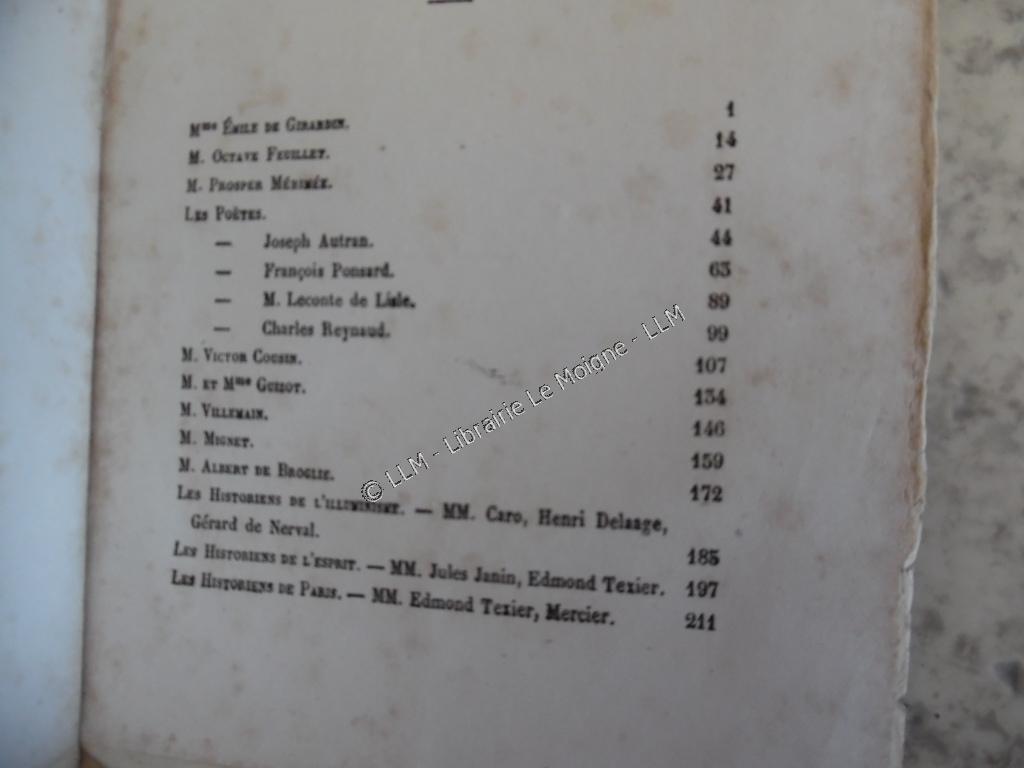 Mme Émile de Girardin. 1
M. Octave Feuillet. 14
M. Prosper Mérimée. 27
Les Poëtes. 41
— Joseph Autran. 44
— François Ponsard. 63
— M. Leconte de Lisle. 89
— Charles Reynaud. 99
M. Victor Cousin. 107
M. et Mme Guizot. 134
M. Villemain. 146
M. Mignet. 159
M. Albert de Broglie. 172
Les Historiens de l'illuminisme. — MM. Caro, Henri Delaage,
Gérard de Nerval. 185
Les Historiens de l'esprit. — MM. Jules Janin, Edmond Texier. 197
Les Historiens de Paris. — MM. Edmond Texier, Mercier. 211
© LLM - Librairie Le Moigne - LLM